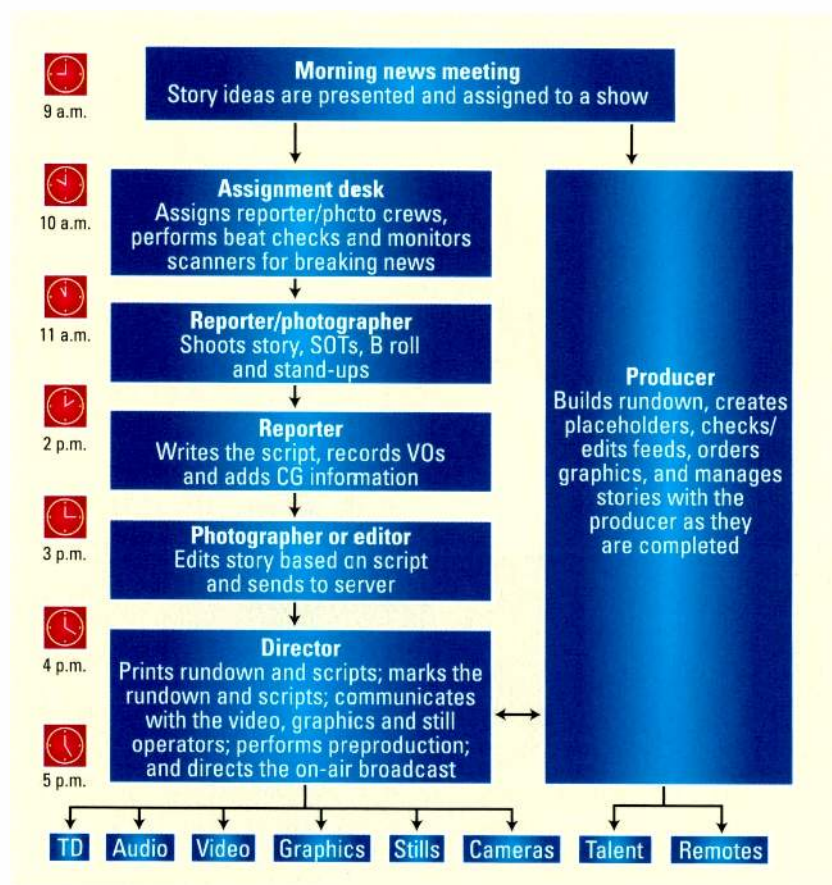 Morning news meeting
Story ideas are presented and assigned to a show
9 a.m.
Assignment desk
Assigns reporter/photo crews,
performs beat checks and monitors
scanners for breaking news
10 a.m.
Reporter/photographer
Shoots story, SOTs, B roll
and stand-ups
11 a.m.
Reporter
Writes the script, records VOs
and adds CG information
2 p.m.
Photographer or editor
Edits story based on script
and sends to server
3 p.m.
Director
Prints rundown and scripts; marks the
rundown and scripts; communicates
with the video, graphics and still
operators; performs preproduction;
and directs the on-air broadcast
4 p.m.
5 p.m.
Producer
Builds rundown, creates
placeholders, checks/
edits feeds, orders
graphics, and manages
stories with the
producer as they
are completed
TD
Audio
Video
Graphics
Stills
Cameras
Talent
Remotes